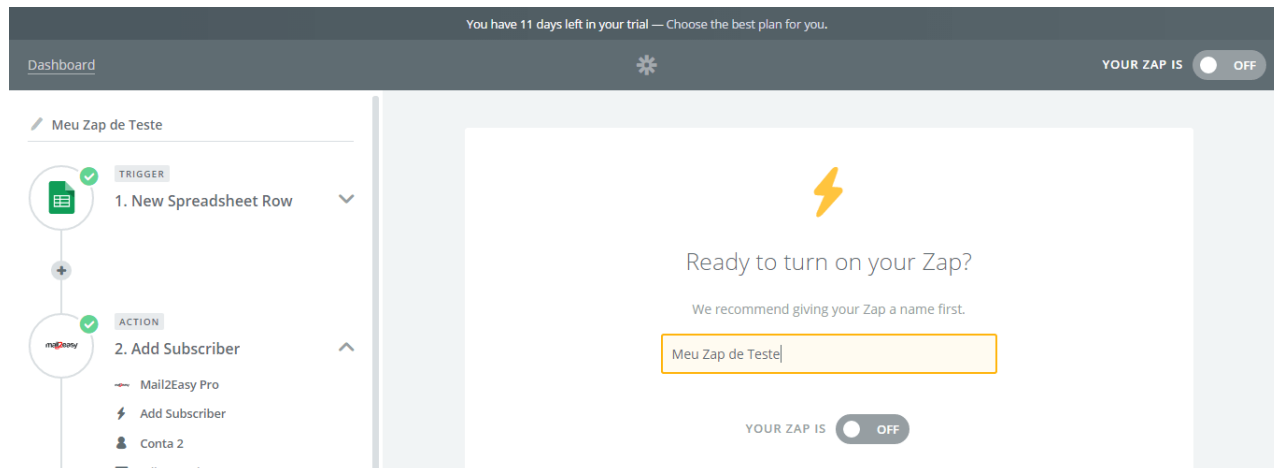 You have 11 days left in your trial — Choose the best plan for you.
Dashboard
YOUR ZAP IS OFF
Meu Zap de Teste
TRIGGER
1. New Spreadsheet Row
ACTION
mail2easy
2. Add Subscriber
Mail2Easy Pro
Add Subscriber
Conta 2
Ready to turn on your Zap?
We recommend giving your Zap a name first.
Meu Zap de Teste
YOUR ZAP IS OFF